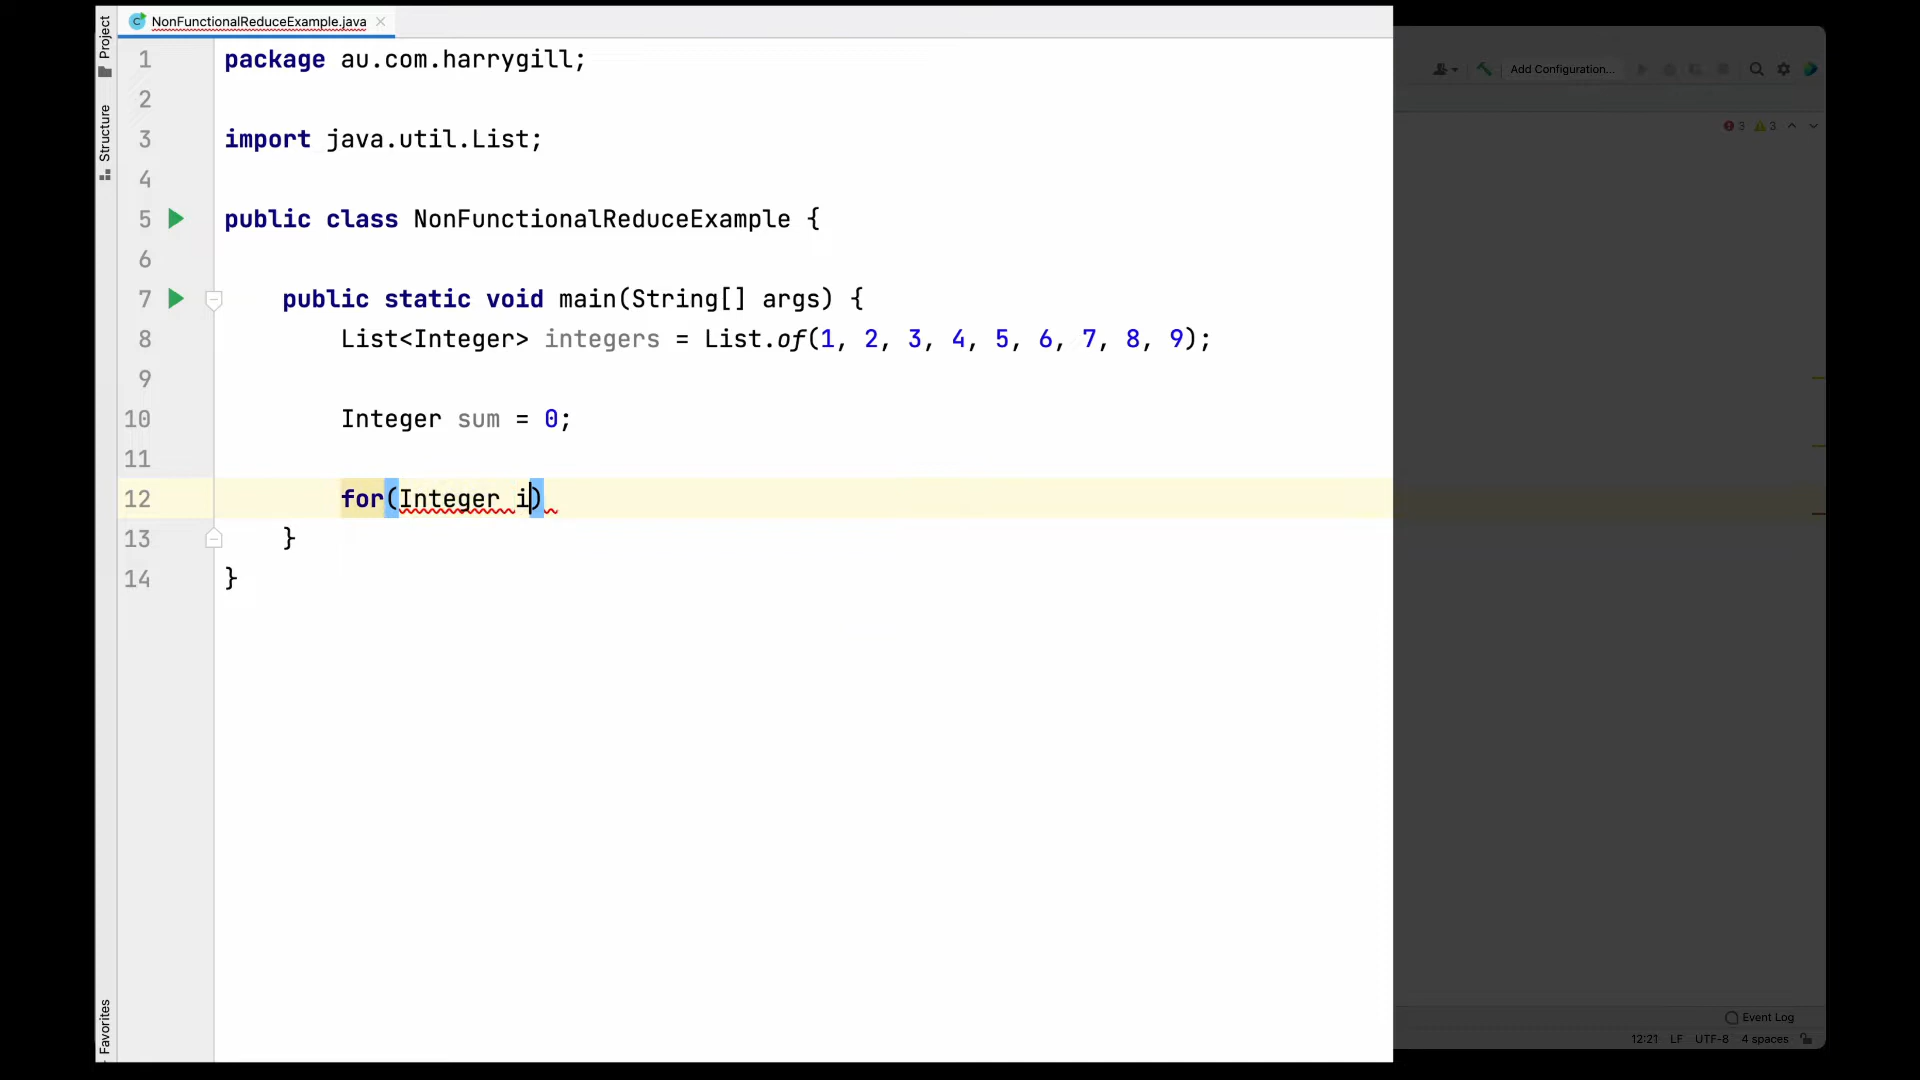 Project
Structure
Favorites
NonFunctionalReduceExample.java
1 package au.com.harrygill;
2
3 import java.util.List;
4
5 public class NonFunctionalReduceExample {
6
7 public static void main(String[] args) {
8 List<Integer> integers = List.of(1, 2, 3, 4, 5, 6, 7, 8, 9);
9
10 Integer sum = 0;
11
12 for(Integer i)
13 }
14 }
Add Configuration...
3 3
Event Log
12:21 LF UTF-8 4 spaces